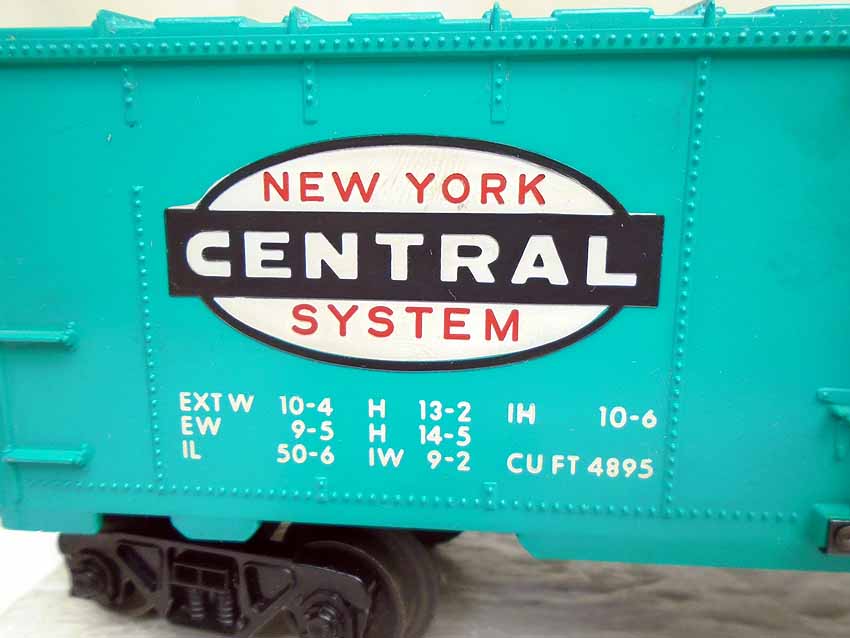 NEW YORK
CENTRAL
SYSTEM
EXT W 10-4 H 13-2 IH 10-6
EW 9-5 H 14-5
IL 50-6 IW 9-2 CU FT 4895